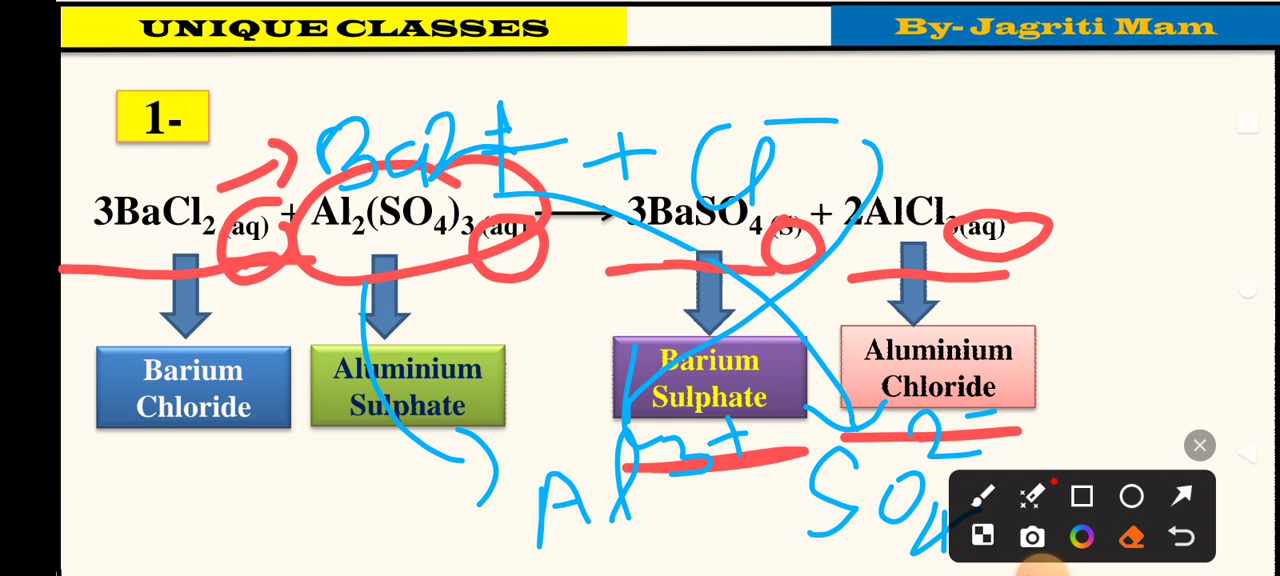 UNIQUE CLASSES By- Jagriti Mam
1-
Ba2+ + Cl-
3BaCl2 (aq) + Al2(SO4)3 (aq) ⟶ 3BaSO4 (s) + 2AlCl3(aq)
Barium Chloride
Aluminium Sulphate
Barium Sulphate
Aluminium Chloride
Al3+ SO4 2-